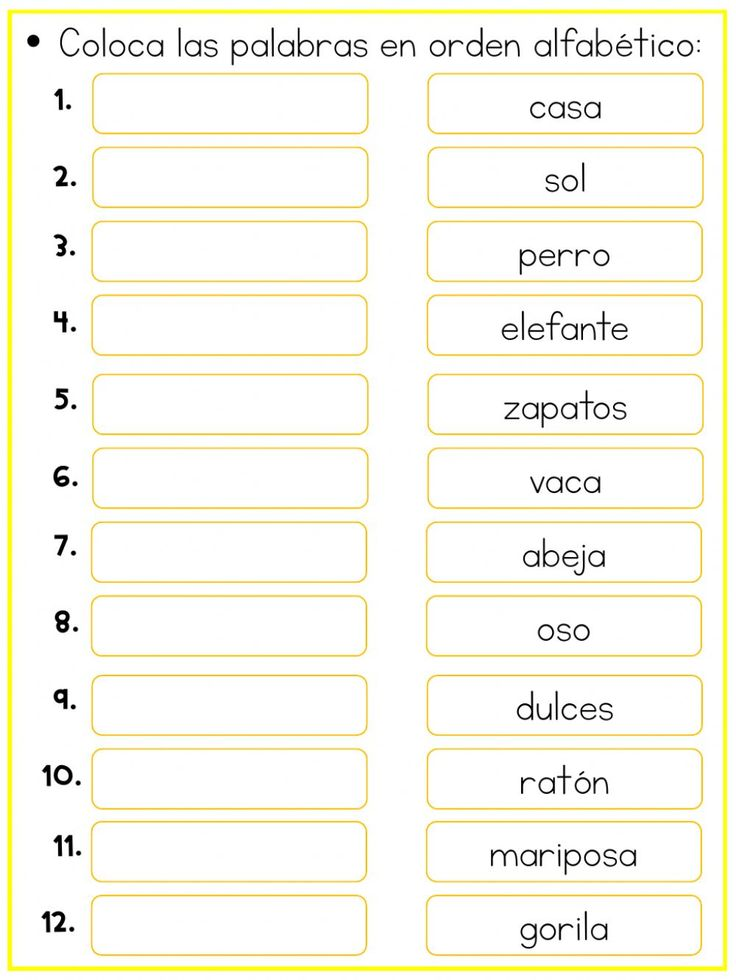 • Coloca las palabras en orden alfabético:
1. casa
2. sol
3. perro
4. elefante
5. zapatos
6. vaca
7. abeja
8. oso
9. dulces
10. ratón
11. mariposa
12. gorila